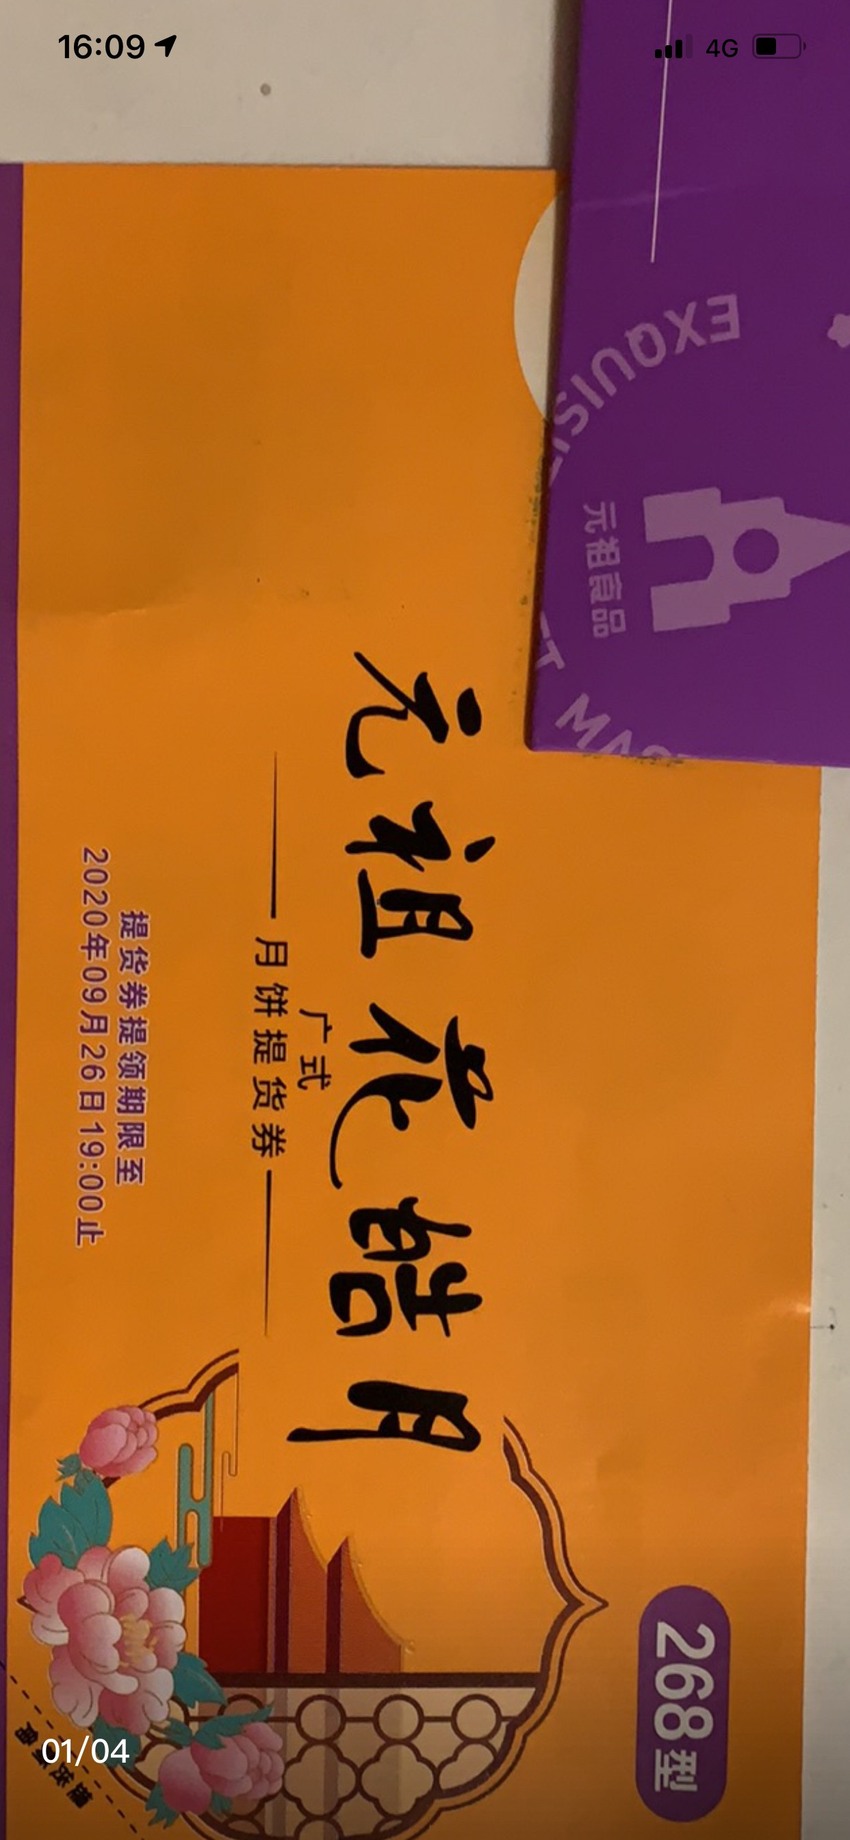 16:09
4G
EXQUIS
元祖食品
元祖花皓月
广式
月饼提货券
提货券提领期限至
2020年09月26日19:00止
268型
01/04